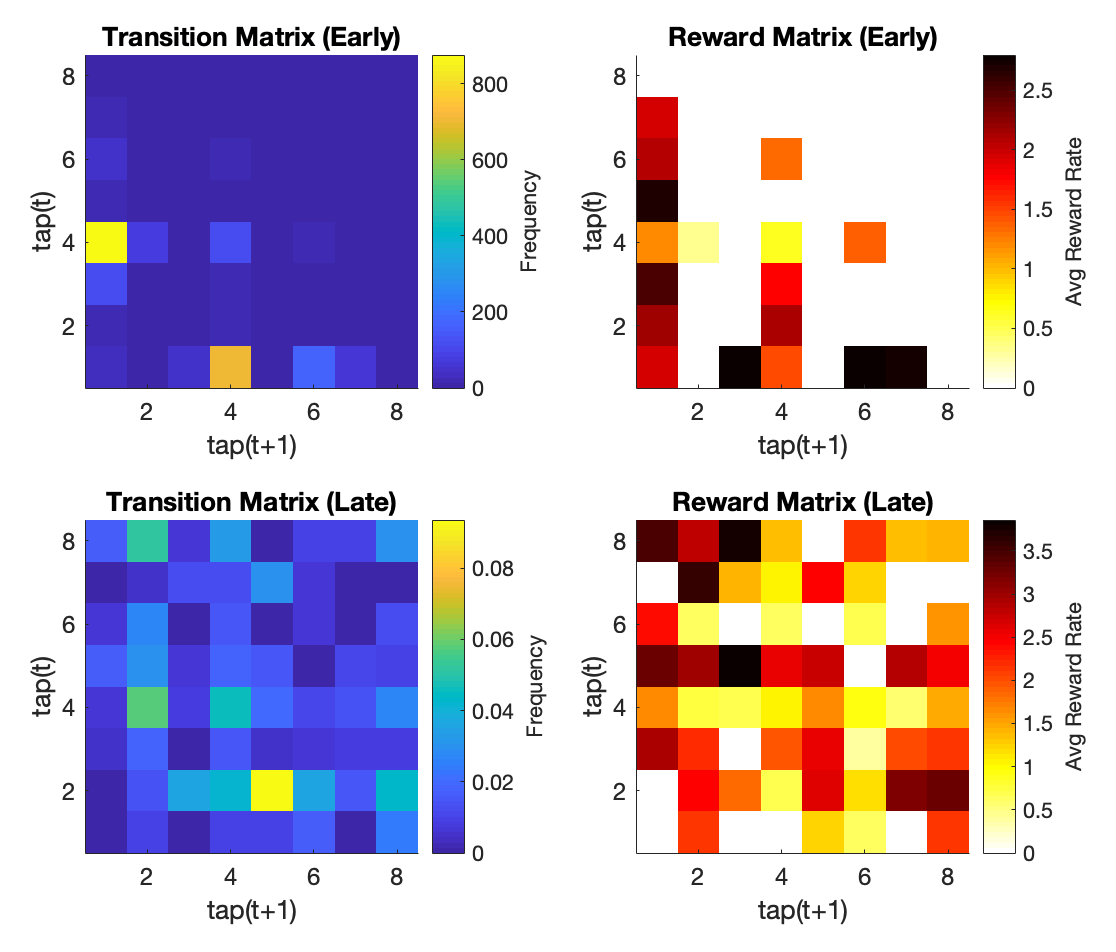 Transition Matrix (Early)
8
6
4
2
tap(t)
2 4 6 8
tap(t+1)
800
600
400
200
0
Frequency
Reward Matrix (Early)
8
6
4
2
tap(t)
2 4 6 8
tap(t+1)
2.5
2
1.5
1
0.5
0
Avg Reward Rate
Transition Matrix (Late)
8
6
4
2
tap(t)
2 4 6 8
tap(t+1)
0.08
0.06
0.04
0.02
0
Frequency
Reward Matrix (Late)
8
6
4
2
tap(t)
2 4 6 8
tap(t+1)
3.5
3
2.5
2
1.5
1
0.5
0
Avg Reward Rate